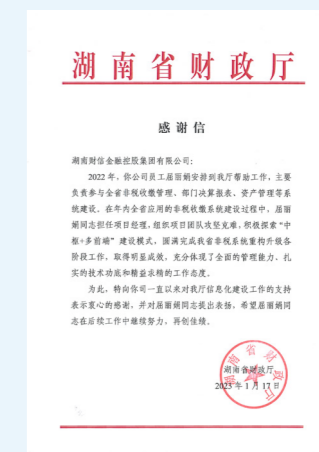 湖南省财政厅
感谢信
湖南财信金融控股集团有限公司：
2022 年，你公司员工屈丽娟安排到我厅帮助工作，主要
负责参与全省非税收缴管理、部门决算报表、资产管理等系
统建设。在年内全省应用的非税收缴系统建设过程中，屈丽
娟同志担任项目经理，组织项目团队攻坚克难，积极探索“中
枢+多前端”建设模式，圆满完成我省非税系统重构升级各
阶段工作，取得明显成效，充分体现了全面的管理能力、扎
实的技术功底和精益求精的工作态度。
为此，特向你司一直以来对我厅信息化建设工作的支持
表示衷心的感谢，并对屈丽娟同志提出表扬，希望屈丽娟同
志在后续工作中继续努力，再创佳绩。
湖南省财政厅
2023 年 1 月 17 日
湖南省财政厅